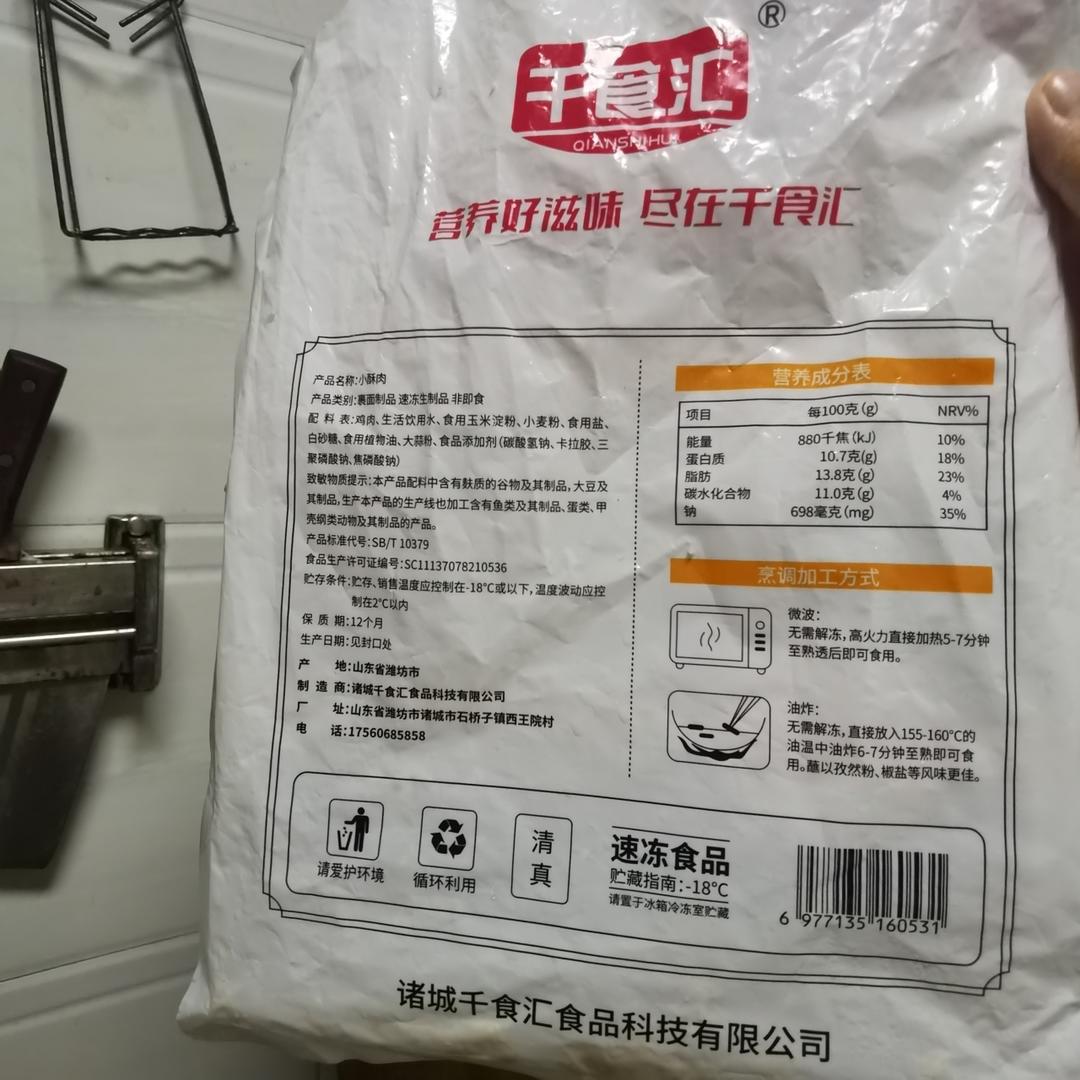 ®
千食汇
QIANSHIHUI
营养好滋味 尽在千食汇
产品名称:小酥肉
产品类别:裹面制品 速冻生制品 非即食
配 料 表:鸡肉、生活饮用水、食用玉米淀粉、小麦粉、食用盐、
白砂糖、食用植物油、大蒜粉、食品添加剂(碳酸氢钠、卡拉胶、三
聚磷酸钠、焦磷酸钠)
致敏物质提示:本产品配料中含有麸质的谷物及其制品,大豆及
其制品,生产本产品的生产线也加工含有鱼类及其制品、蛋类、甲
壳纲类动物及其制品的产品。
产品标准代号:SB/T 10379
食品生产许可证编号:SC11137078210536
贮存条件:贮存、销售温度应控制在-18°C或以下,温度波动应控
制在2°C以内
保 质 期:12个月
生产日期:见封口处
产 地:山东省潍坊市
制 造 商:诸城千食汇食品科技有限公司
厂 址:山东省潍坊市诸城市石桥子镇西王院村
电 话:17560685858
营养成分表
项目 每100克(g) NRV%
能量 880千焦(kJ) 10%
蛋白质 10.7克(g) 18%
脂肪 13.8克(g) 23%
碳水化合物 11.0克(g) 4%
钠 698毫克(mg) 35%
烹调加工方式
微波:
无需解冻,高火力直接加热5-7分钟
至熟透后即可食用。
油炸:
无需解冻,直接放入155-160°C的
油温中油炸6-7分钟至熟即可食
用。蘸以孜然粉、椒盐等风味更佳。
请爱护环境
循环利用
清
真
速冻食品
贮藏指南:-18°C
请置于冰箱冷冻室贮藏
6 977135 160531
诸城千食汇食品科技有限公司